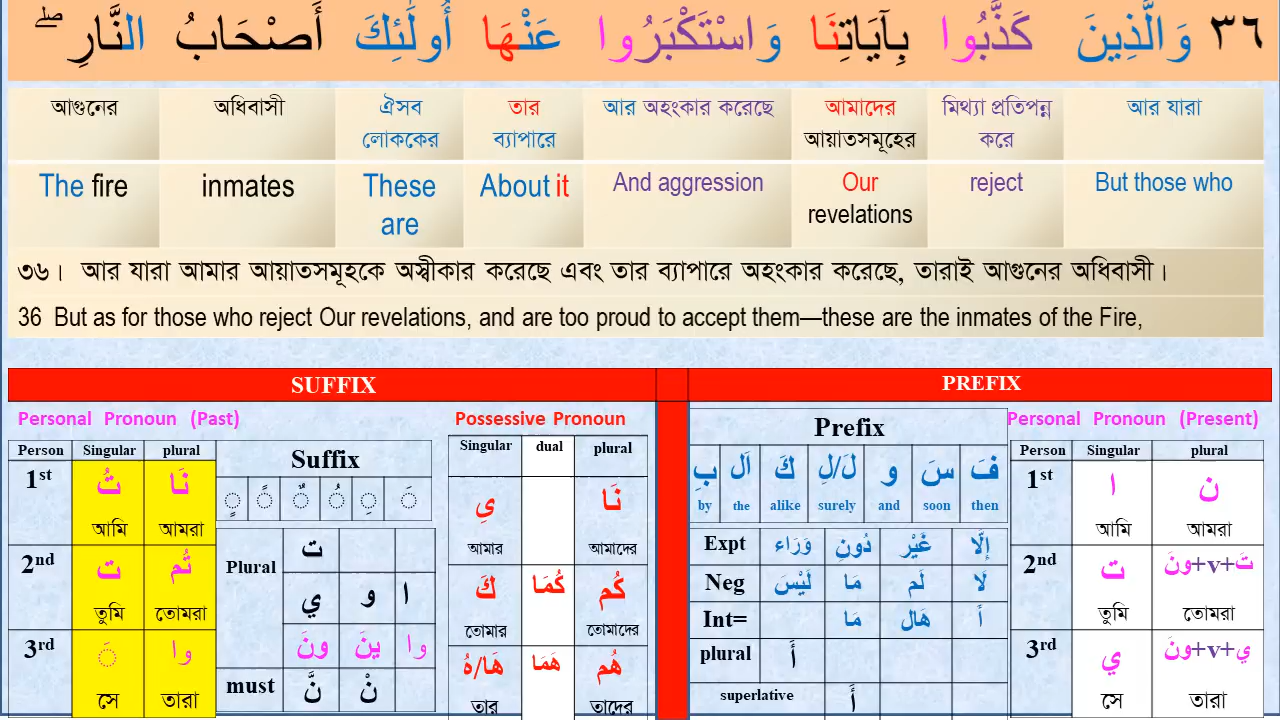 ٣٦ وَالَّذِينَ كَذَّبُوا بِآيَاتِنَا وَاسْتَكْبَرُوا عَنْهَا أُولَٰئِكَ أَصْحَابُ النَّارِ ۖ
আগুনের অধিবাসী ঐসব লোককের তার ব্যাপারে আর অহংকার করেছে আমাদের আয়াতসমূহের মিথ্যা প্রতিপন্ন করে আর যারা
The fire inmates These are About it And aggression Our revelations reject But those who
৩৬। আর যারা আমার আয়াতসমূহকে অস্বীকার করেছে এবং তার ব্যাপারে অহংকার করেছে, তারাই আগুনের অধিবাসী।
36 But as for those who reject Our revelations, and are too proud to accept them—these are the inmates of the Fire,
SUFFIX
Personal Pronoun (Past)
Person Singular plural
1st تُ نَا
আমি আমরা
2nd ت تُم
তুমি তোমরা
3rd َ وا
সে তারা
Suffix
ٍ ً ٌ ُ ِ َ
Plural ت
ي و ا
ونَ ينَ وا
must نَّ نْ
Possessive Pronoun
Singular dual plural
ىِ نَا
আমার আমাদের
كَ كُمَا كُم
তোমার তোমাদের
هَا/هُ هَمَا هُم
তার তাদের
PREFIX
Prefix
بِ اَل كَ لَ/لِ و سَ فَ
by the alike surely and soon then
Expt وَرَاء دُونِ غَيْر إِلَّا
Neg لَيْسَ مَا لَم لَا
Int= مَا هَال أَ
plural أَ
superlative أَ
Personal Pronoun (Present)
Person Singular plural
1st ا ن
আমি আমরা
2nd ت تَ+v+ونَ
তুমি তোমরা
3rd ي ي+v+ونَ
সে তারা